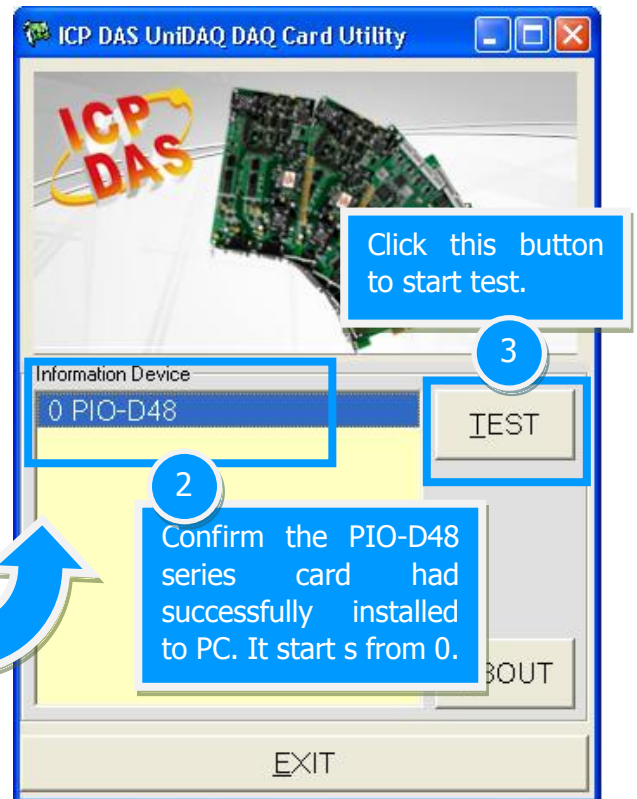 ICP DAS UniDAQ DAQ Card Utility
ICP
DAS
Click this button
to start test.
3
Information Device
0 PIO-D48
TEST
2
Confirm the PIO-D48
series card had
successfully installed
to PC. It start s from 0.
BOUT
EXIT